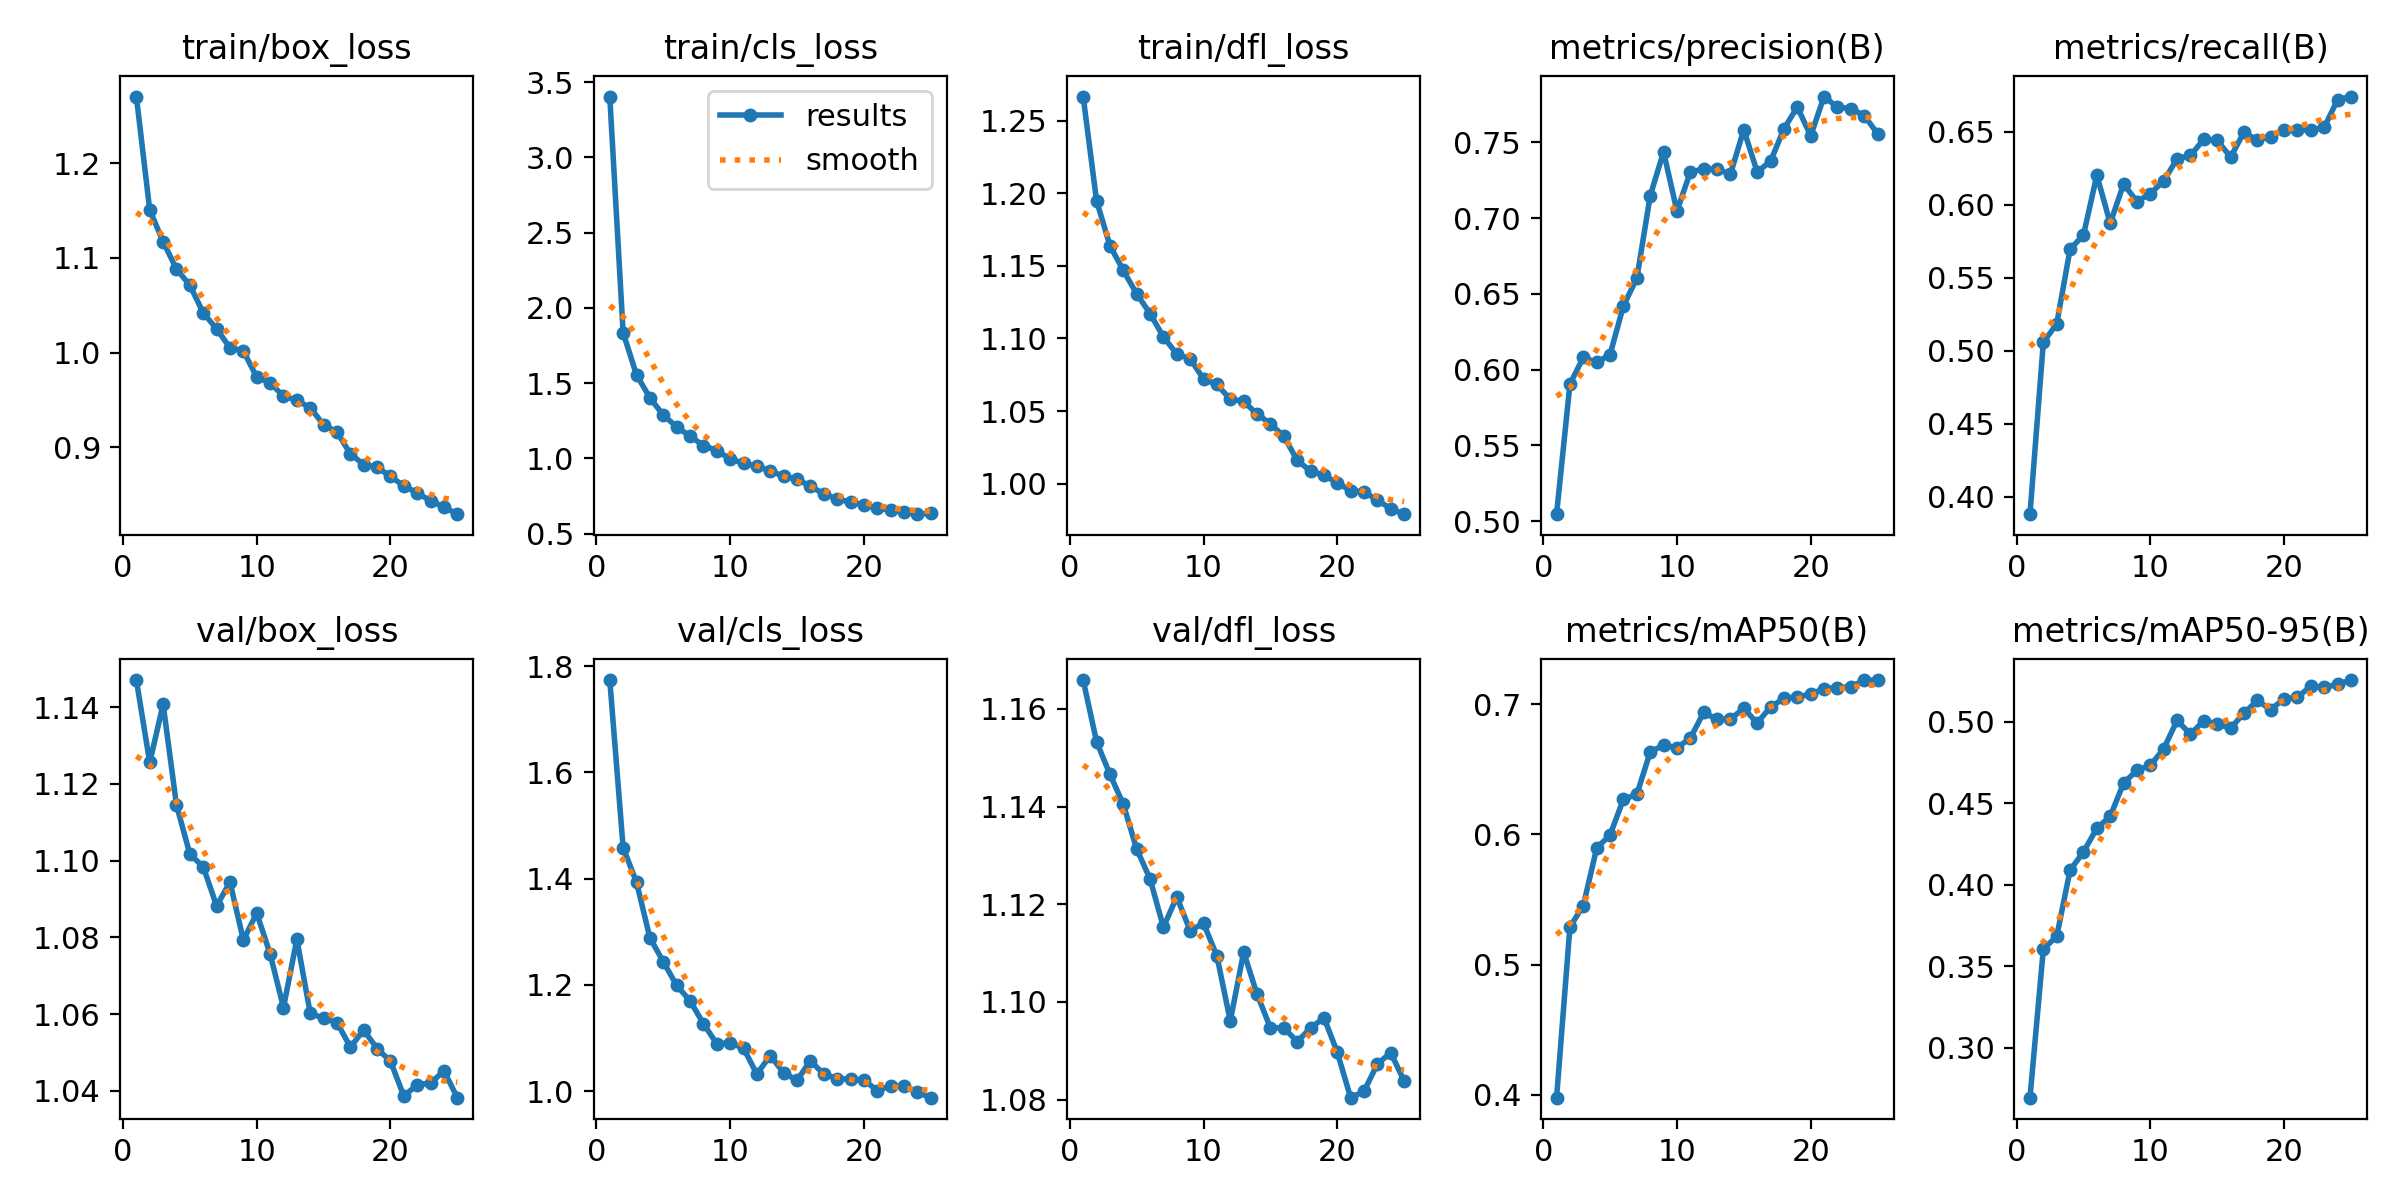 train/box_loss
1.2
1.1
1.0
0.9
0 10 20
train/cls_loss
results
smooth
3.5
3.0
2.5
2.0
1.5
1.0
0.5
0 10 20
train/dfl_loss
1.25
1.20
1.15
1.10
1.05
1.00
0 10 20
metrics/precision(B)
0.75
0.70
0.65
0.60
0.55
0.50
0 10 20
metrics/recall(B)
0.65
0.60
0.55
0.50
0.45
0.40
0 10 20
val/box_loss
1.14
1.12
1.10
1.08
1.06
1.04
0 10 20
val/cls_loss
1.8
1.6
1.4
1.2
1.0
0 10 20
val/dfl_loss
1.16
1.14
1.12
1.10
1.08
0 10 20
metrics/mAP50(B)
0.7
0.6
0.5
0.4
0 10 20
metrics/mAP50-95(B)
0.50
0.45
0.40
0.35
0.30
0 10 20